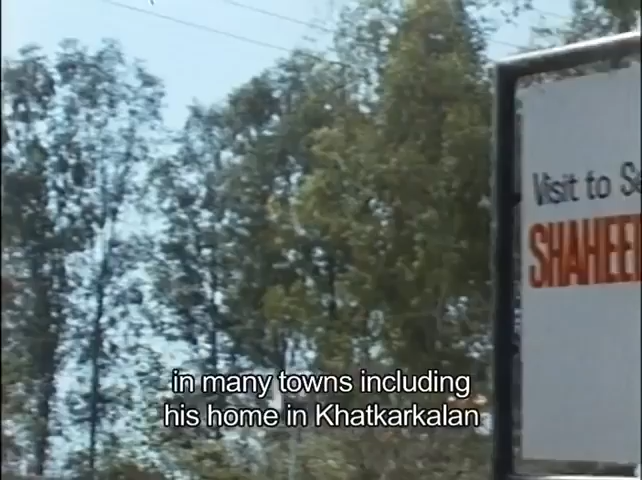 Visit to
SHAHEE
in many towns including
his home in Khatkarkalan